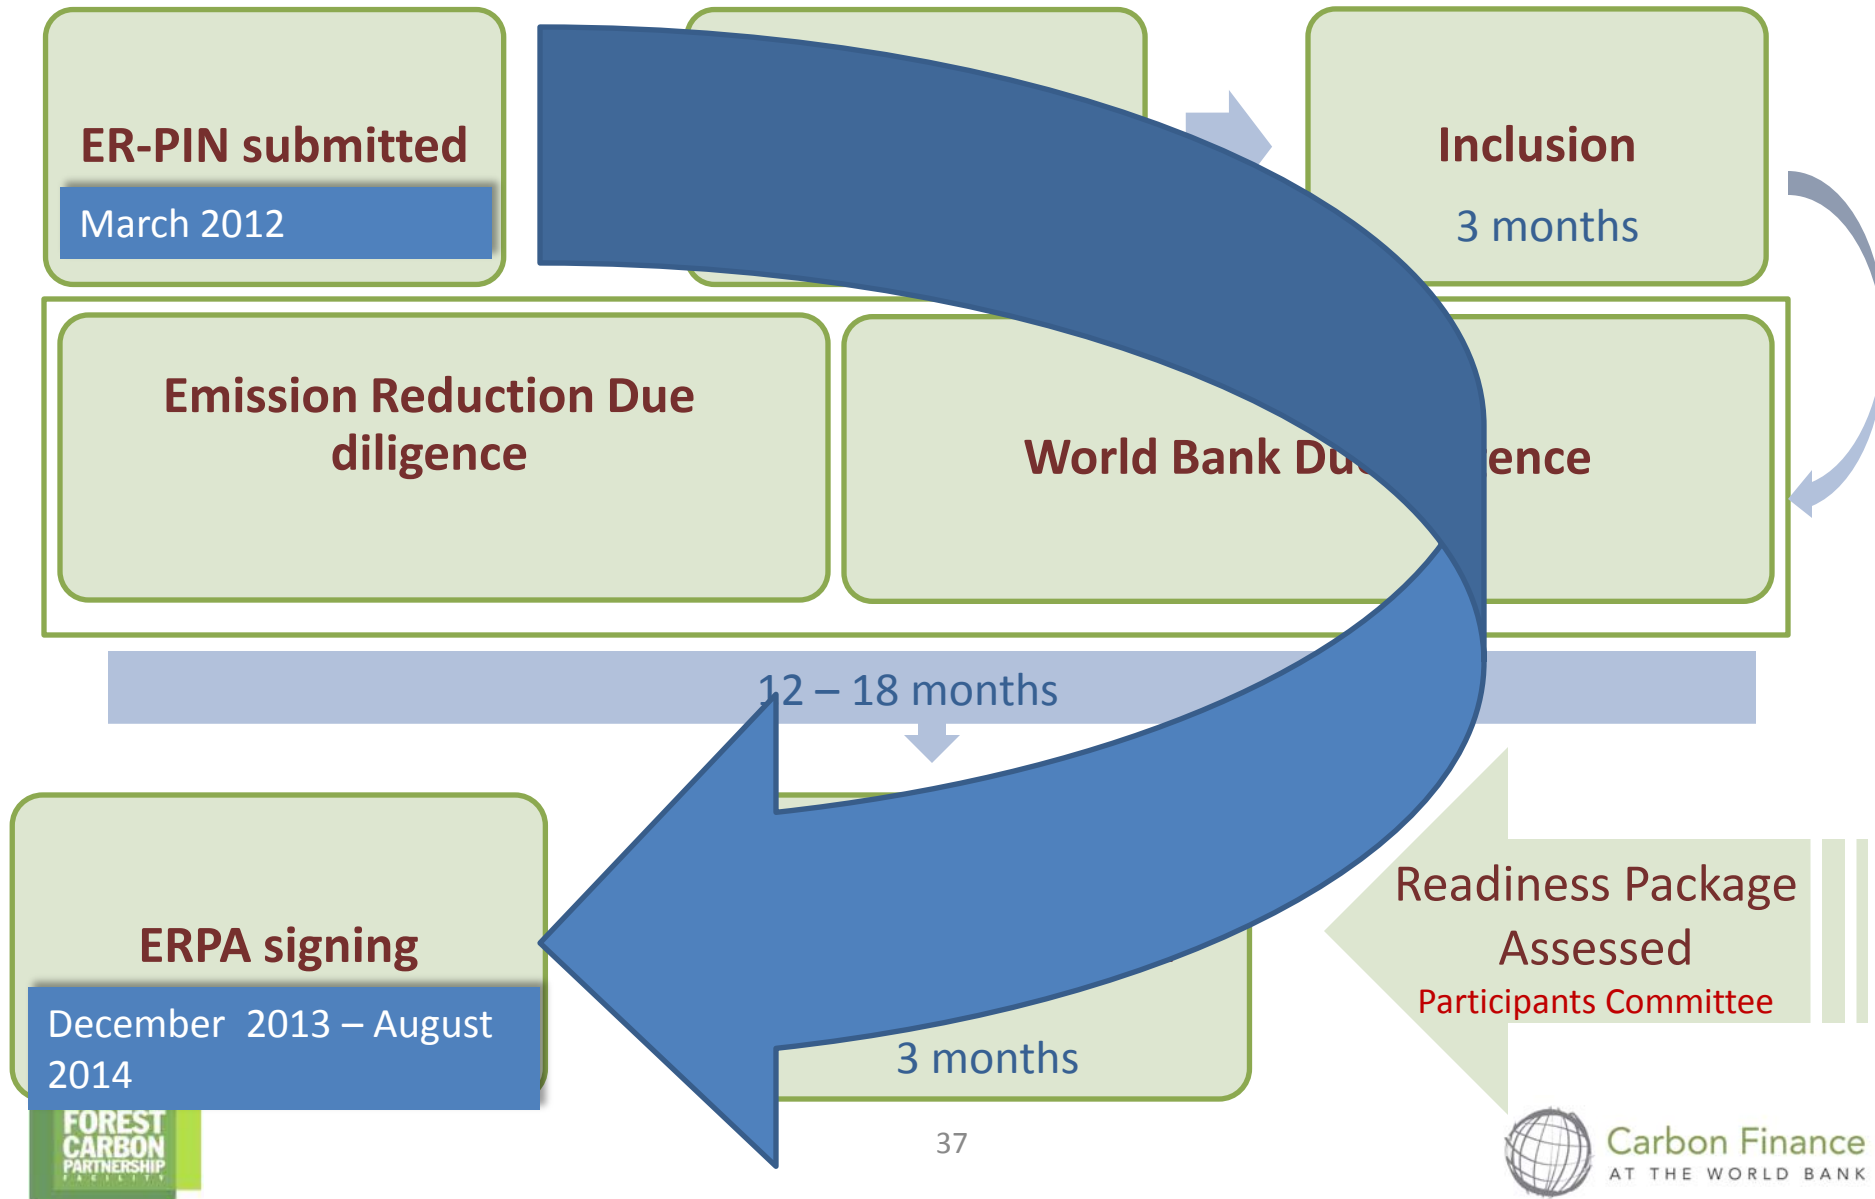 ER-PIN submitted
March 2012
Inclusion
3 months
Emission Reduction Due
diligence
World Bank Du ence
12 – 18 months
Readiness Package
Assessed
Participants Committee
ERPA signing
December 2013 – August
2014
3 months
FOREST
CARBON
PARTNERSHIP
FACILITY
37
Carbon Finance
AT THE WORLD BANK